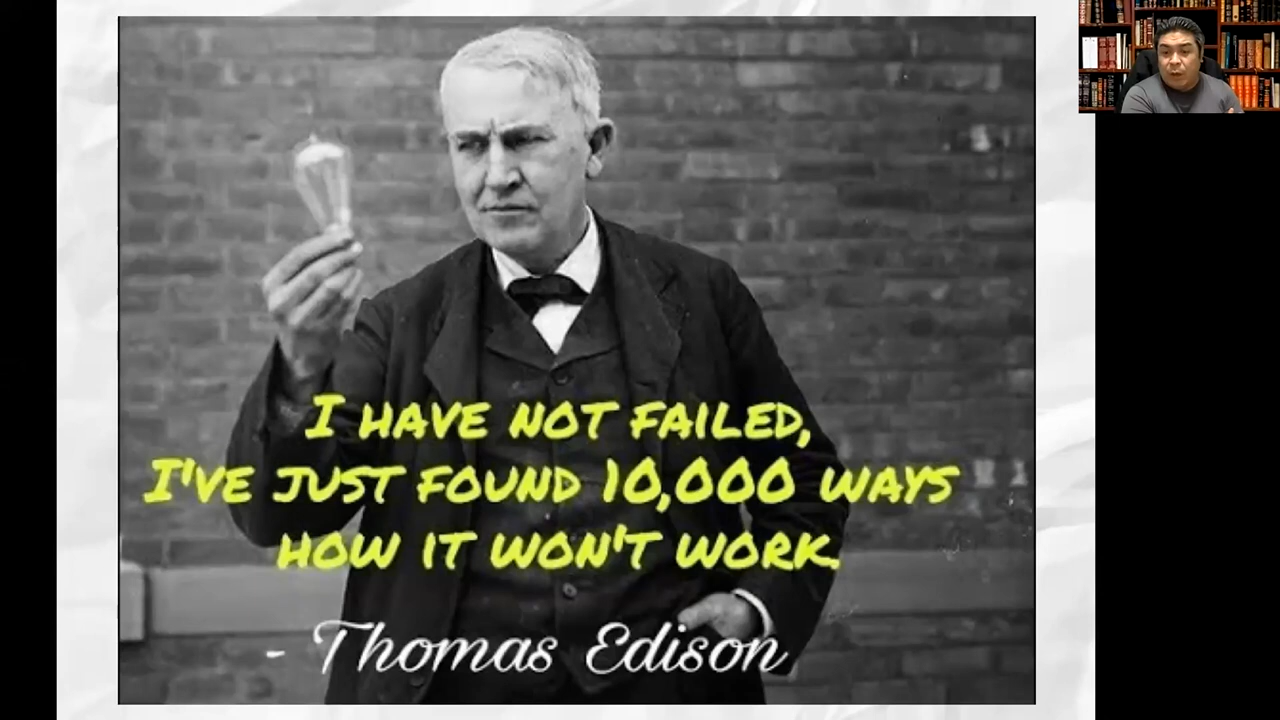 I HAVE NOT FAILED,
I'VE JUST FOUND 10,000 WAYS
HOW IT WON'T WORK.
- Thomas Edison